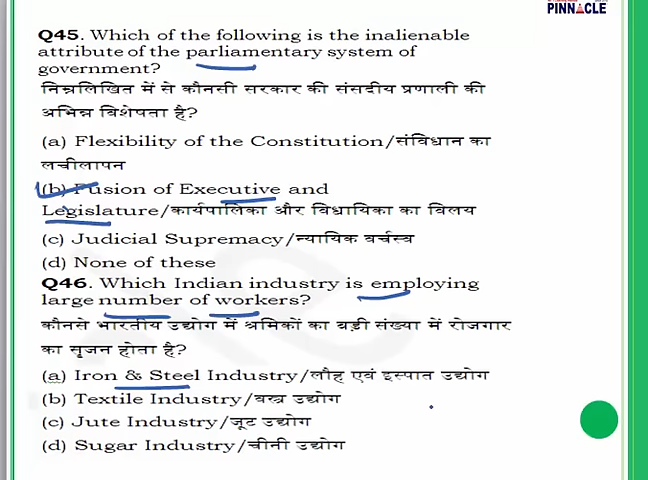 PINNACLE
Q45. Which of the following is the inalienable
attribute of the parliamentary system of
government?
निम्नलिखित में से कौनसी सरकार की संसदीय प्रणाली की
अभिन्न विशेषता है?
(a) Flexibility of the Constitution/संविधान का
लचीलापन
(b) Fusion of Executive and
Legislature/कार्यपालिका और विधायिका का विलय
(c) Judicial Supremacy/न्यायिक वर्चस्व
(d) None of these
Q46. Which Indian industry is employing
large number of workers?
कौनसे भारतीय उद्योग में श्रमिकों का बड़ी संख्या में रोजगार
का सृजन होता है?
(a) Iron & Steel Industry/लौह एवं इस्पात उद्योग
(b) Textile Industry/वस्त्र उद्योग
(c) Jute Industry/जूट उद्योग
(d) Sugar Industry/चीनी उद्योग